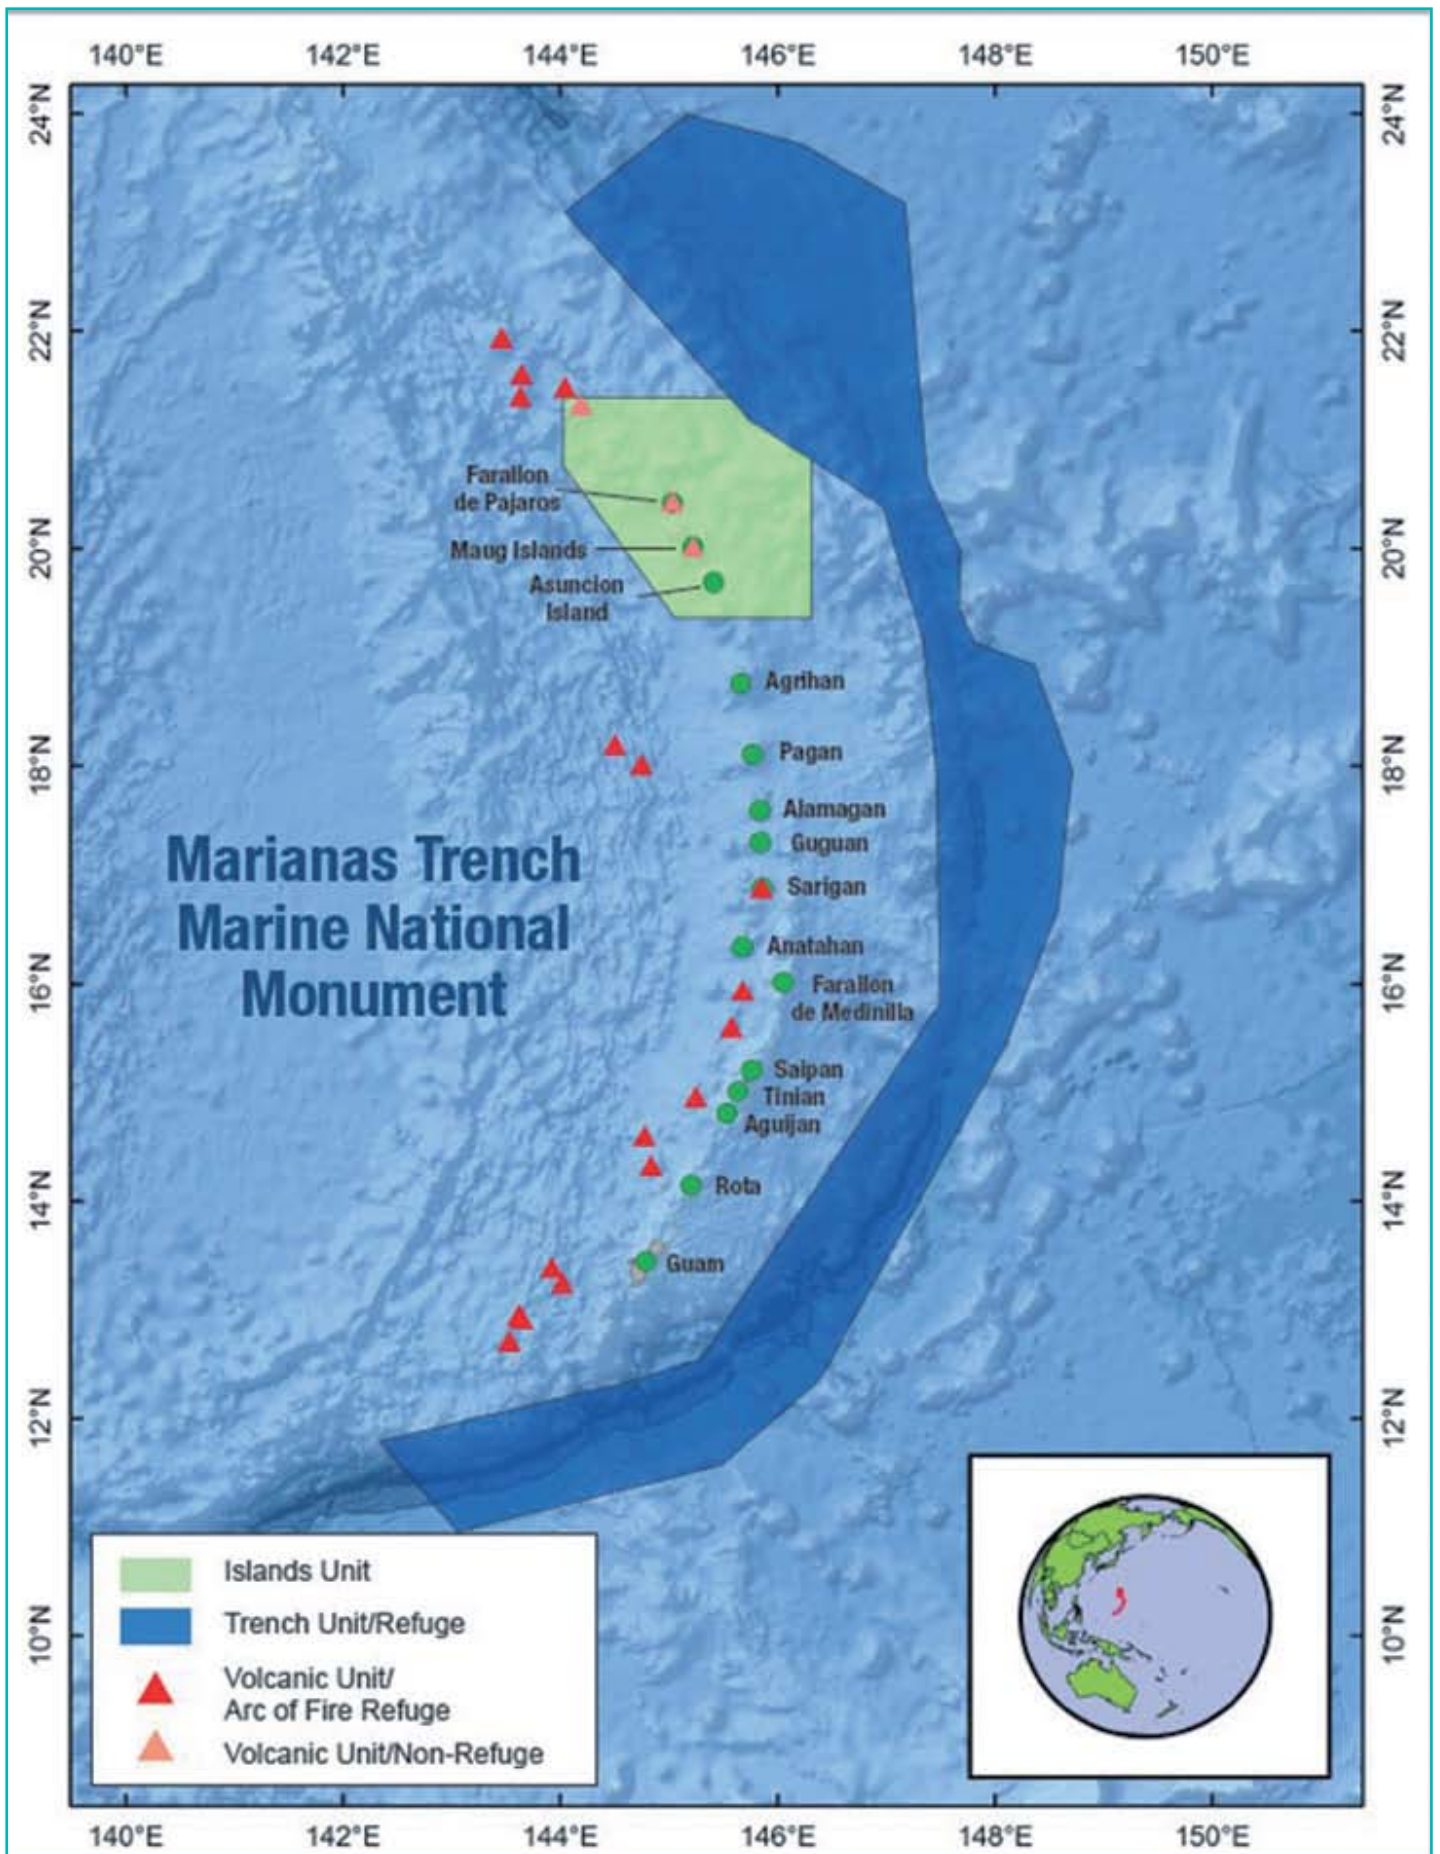 140°E 142°E 144°E 146°E 148°E 150°E
24°N 24°N
22°N 22°N
Farallon
de Pajaros
20°N 20°N
Maug Islands
Asuncion
Island
Agrihan
Pagan
18°N 18°N
Alamagan
Marianas Trench
Marine National
Monument
Guguan
Sarigan
Anatahan
16°N 16°N
Farallon
de Medinilla
Saipan
Tinian
Aguijan
14°N 14°N
Rota
Guam
12°N 12°N
10°N 10°N
Islands Unit
Trench Unit/Refuge
Volcanic Unit/
Arc of Fire Refuge
Volcanic Unit/Non-Refuge
140°E 142°E 144°E 146°E 148°E 150°E